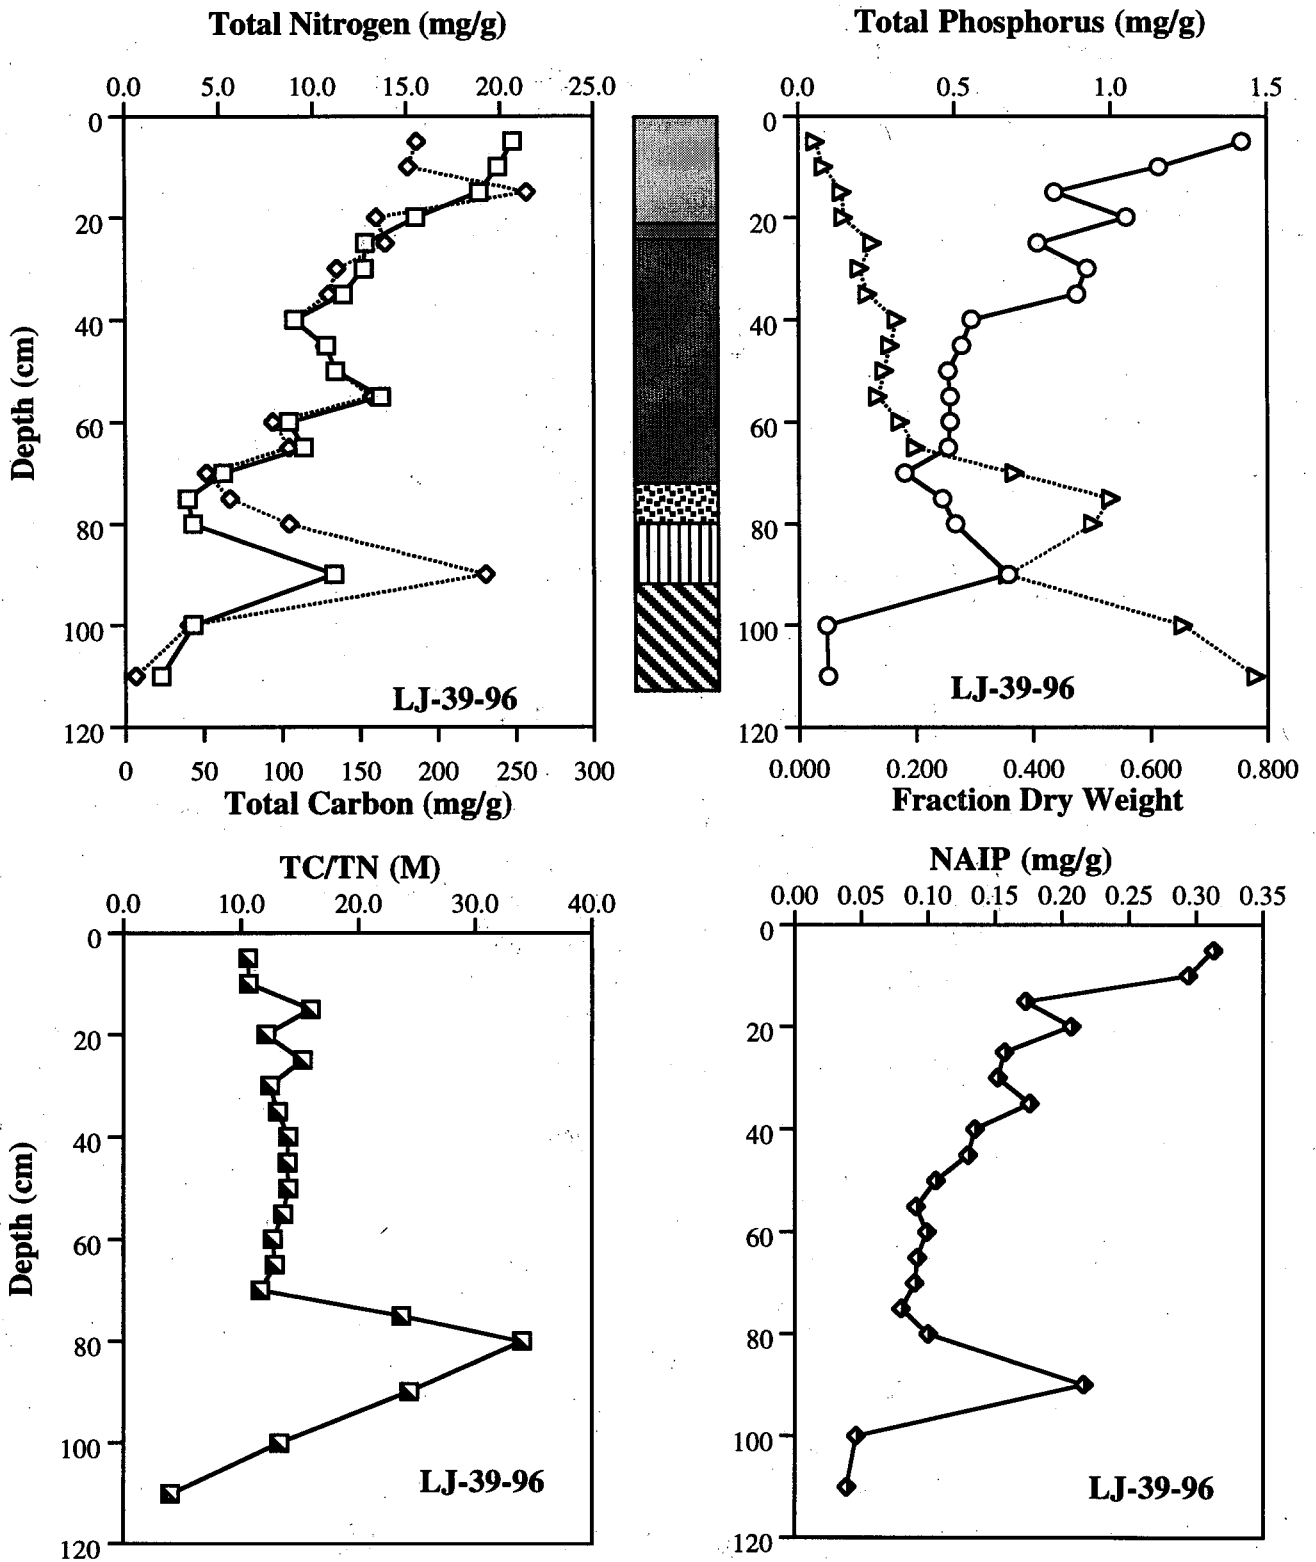 Total Nitrogen (mg/g)
0.0 5.0 10.0 15.0 20.0 25.0
0
20
40
60
80
100
120
Depth (cm)
LJ-39-96
0 50 100 150 200 250 300
Total Carbon (mg/g)
Total Phosphorus (mg/g)
0.0 0.5 1.0 1.5
0
20
40
60
80
100
120
LJ-39-96
0.000 0.200 0.400 0.600 0.800
Fraction Dry Weight
TC/TN (M)
0.0 10.0 20.0 30.0 40.0
0
20
40
60
80
100
120
Depth (cm)
LJ-39-96
NAIP (mg/g)
0.00 0.05 0.10 0.15 0.20 0.25 0.30 0.35
0
20
40
60
80
100
120
LJ-39-96